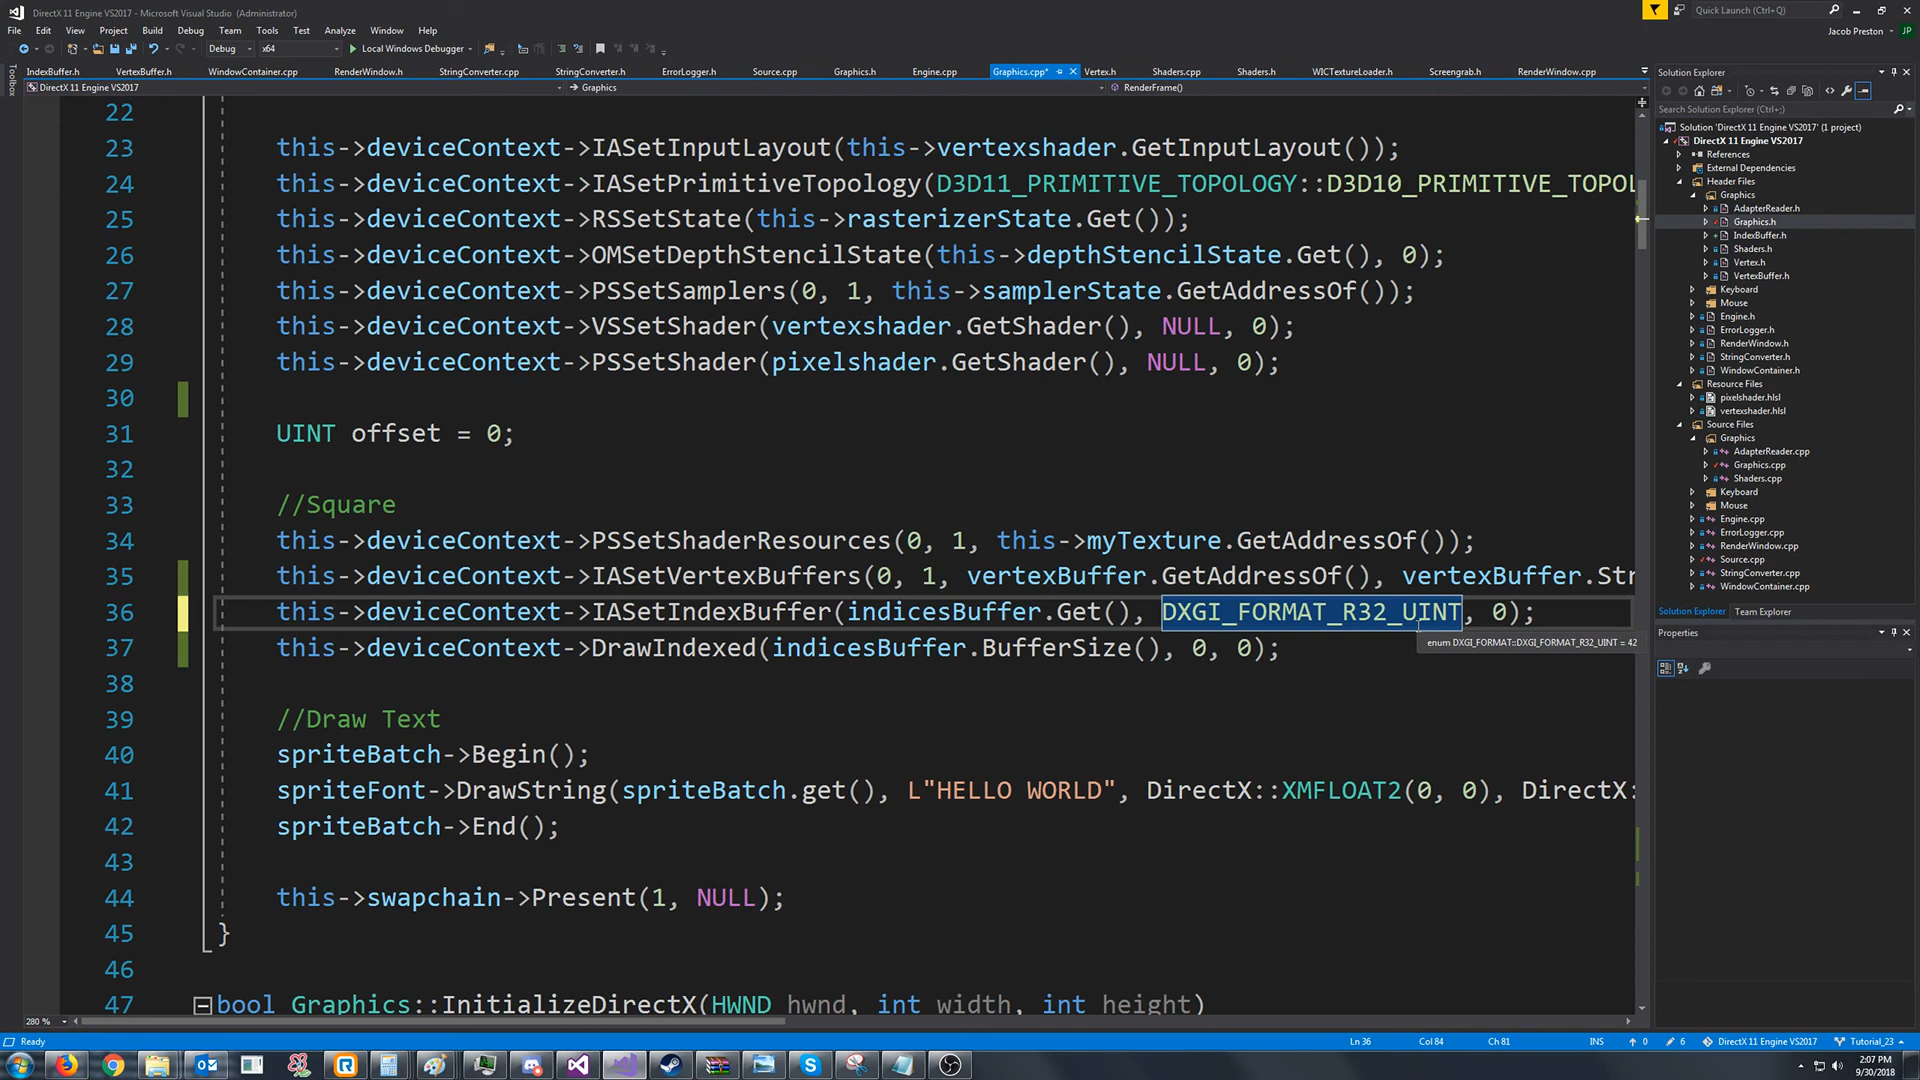 DirectX 11 Engine VS2017 - Microsoft Visual Studio (Administrator)
Quick Launch (Ctrl+Q)
File Edit View Project Build Debug Team Tools Test Analyze Window Help
Jacob Preston JP
Debug x64 Local Windows Debugger
Toolbox
IndexBuffer.h VertexBuffer.h WindowContainer.cpp RenderWindow.h StringConverter.cpp StringConverter.h ErrorLogger.h Source.cpp Graphics.h Engine.cpp Graphics.cpp* Vertex.h Shaders.cpp Shaders.h WICTextureLoader.h Screengrab.h RenderWindow.cpp
DirectX 11 Engine VS2017 Graphics RenderFrame()
22
23 this->deviceContext->IASetInputLayout(this->vertexshader.GetInputLayout());
24 this->deviceContext->IASetPrimitiveTopology(D3D11_PRIMITIVE_TOPOLOGY::D3D10_PRIMITIVE_TOPOL
25 this->deviceContext->RSSetState(this->rasterizerState.Get());
26 this->deviceContext->OMSetDepthStencilState(this->depthStencilState.Get(), 0);
27 this->deviceContext->PSSetSamplers(0, 1, this->samplerState.GetAddressOf());
28 this->deviceContext->VSSetShader(vertexshader.GetShader(), NULL, 0);
29 this->deviceContext->PSSetShader(pixelshader.GetShader(), NULL, 0);
30
31 UINT offset = 0;
32
33 //Square
34 this->deviceContext->PSSetShaderResources(0, 1, this->myTexture.GetAddressOf());
35 this->deviceContext->IASetVertexBuffers(0, 1, vertexBuffer.GetAddressOf(), vertexBuffer.Str
36 this->deviceContext->IASetIndexBuffer(indicesBuffer.Get(), DXGI_FORMAT_R32_UINT, 0);
enum DXGI_FORMAT::DXGI_FORMAT_R32_UINT = 42
37 this->deviceContext->DrawIndexed(indicesBuffer.BufferSize(), 0, 0);
38
39 //Draw Text
40 spriteBatch->Begin();
41 spriteFont->DrawString(spriteBatch.get(), L"HELLO WORLD", DirectX::XMFLOAT2(0, 0), DirectX:
42 spriteBatch->End();
43
44 this->swapchain->Present(1, NULL);
45 }
46
47 bool Graphics::InitializeDirectX(HWND hwnd, int width, int height)
280 %
Solution Explorer
Search Solution Explorer (Ctrl+;)
Solution 'DirectX 11 Engine VS2017' (1 project)
DirectX 11 Engine VS2017
References
External Dependencies
Header Files
Graphics
AdapterReader.h
Graphics.h
IndexBuffer.h
Shaders.h
Vertex.h
VertexBuffer.h
Keyboard
Mouse
Engine.h
ErrorLogger.h
RenderWindow.h
StringConverter.h
WindowContainer.h
Resource Files
pixelshader.hlsl
vertexshader.hlsl
Source Files
Graphics
AdapterReader.cpp
Graphics.cpp
Shaders.cpp
Keyboard
Mouse
Engine.cpp
ErrorLogger.cpp
RenderWindow.cpp
Source.cpp
StringConverter.cpp
WindowContainer.cpp
Solution Explorer Team Explorer
Properties
Ready Ln 36 Col 84 Ch 81 INS 0 6 DirectX 11 Engine VS2017 Tutorial_23
2:07 PM
9/30/2018